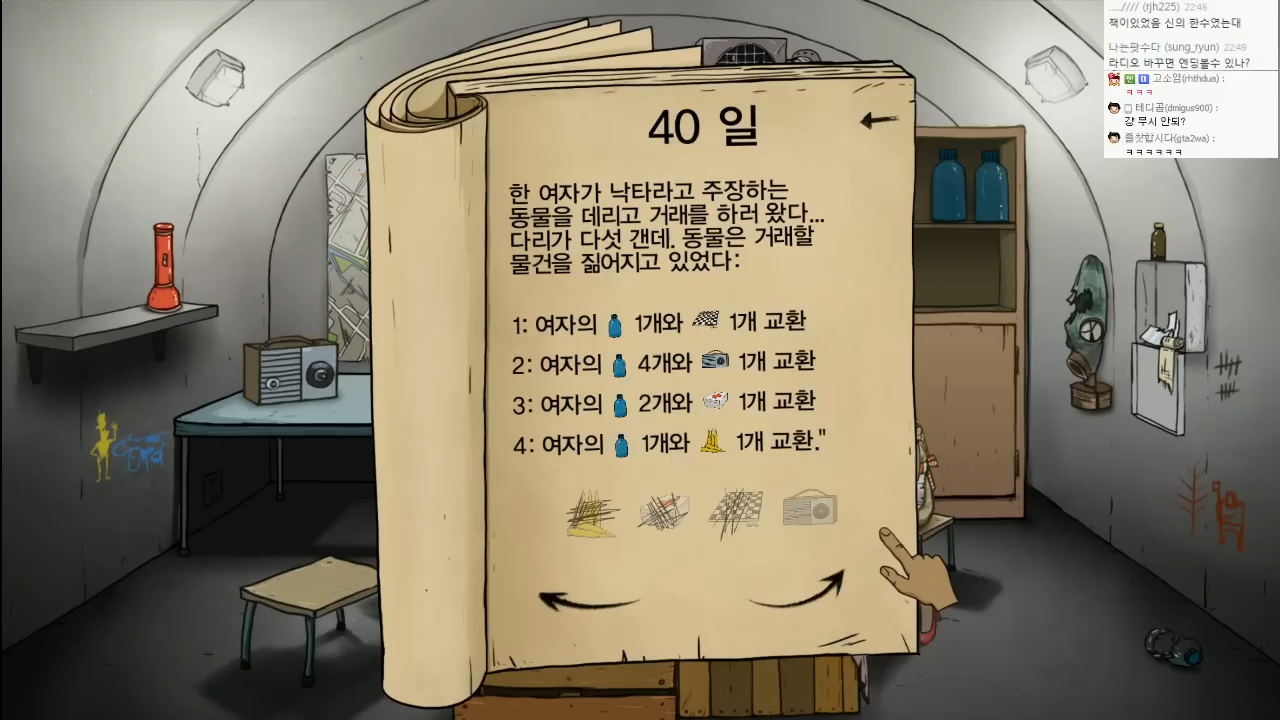 40 일
한 여자가 낙타라고 주장하는
동물을 데리고 거래를 하러 왔다...
다리가 다섯 갠데. 동물은 거래할
물건을 짊어지고 있었다:
1: 여자의 1개와 1개 교환
2: 여자의 4개와 1개 교환
3: 여자의 2개와 1개 교환
4: 여자의 1개와 1개 교환."
.....//// (rjh225) 22:46
책이있었음 신의 한수였는대
나는팟수다 (sung_ryun) 22:49
라디오 바꾸면 엔딩볼수 있나?
고소염(rhthdua) :
ㅋㅋㅋ
테디곰(dmlgus900) :
걍 무시 안되?
즐찻합시다(gta2wa) :
ㅋㅋㅋㅋㅋㅋ